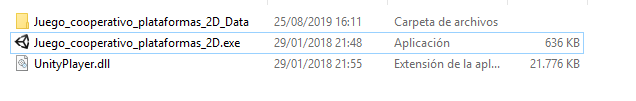 Juego_cooperativo_plataformas_2D_Data 25/08/2019 16:11 Carpeta de archivos
Juego_cooperativo_plataformas_2D.exe 29/01/2018 21:48 Aplicación 636 KB
UnityPlayer.dll 29/01/2018 21:55 Extensión de la apl... 21.776 KB